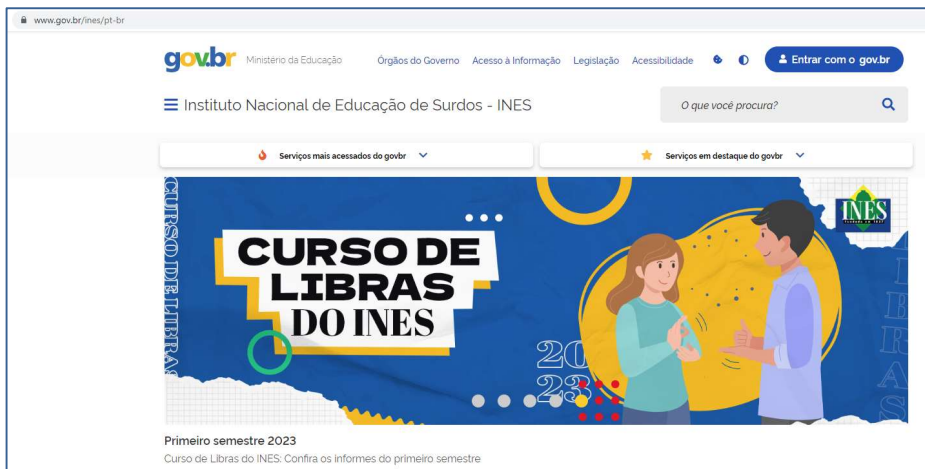 www.gov.br/ines/pt-br
gov.br Ministério da Educação Órgãos do Governo Acesso à Informação Legislação Acessibilidade Entrar com o gov.br
Instituto Nacional de Educação de Surdos - INES O que você procura?
Serviços mais acessados do govbr Serviços em destaque do govbr
CURSO DE LIBRAS
CURSO DE
LIBRAS
DO INES
INES
2023
LIBRAS
Primeiro semestre 2023
Curso de Libras do INES: Confira os informes do primeiro semestre